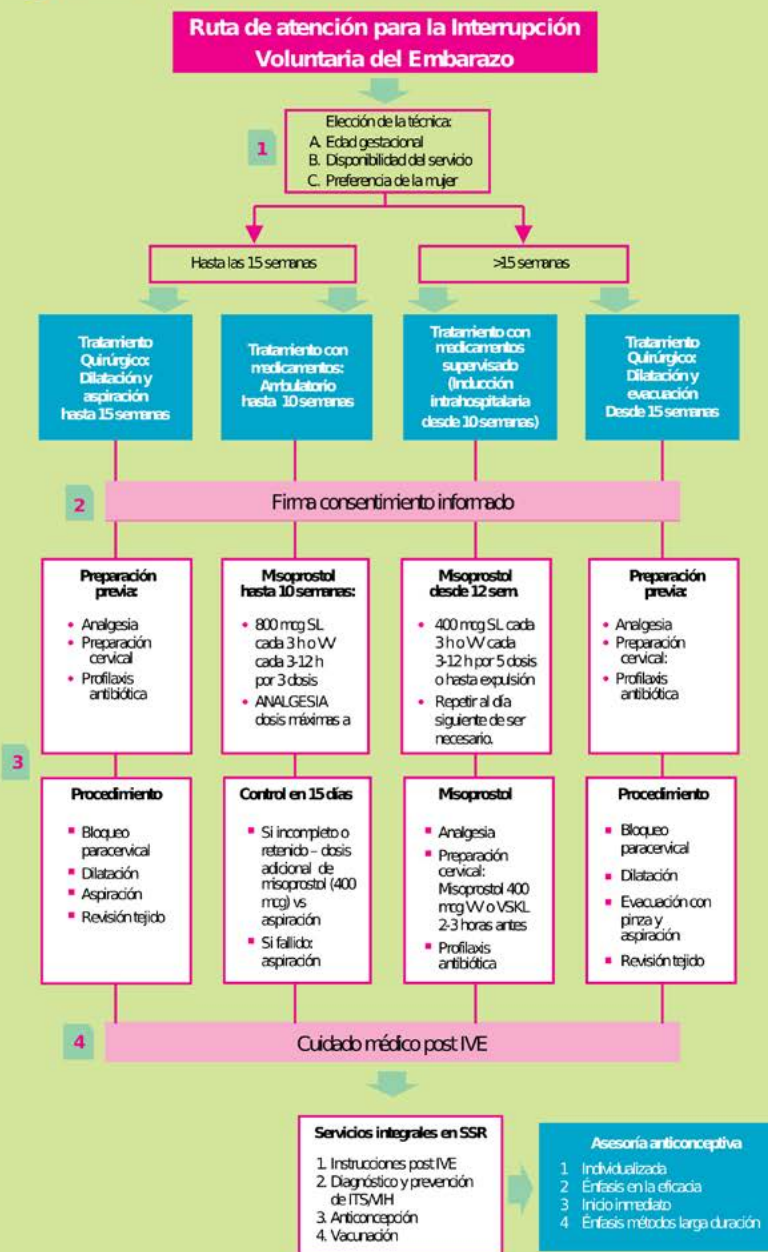 Ruta de atención para la Interrupción
Voluntaria del Embarazo
1
Elección de la técnica:
A. Edad gestacional
B. Disponibilidad del servicio
C. Preferencia de la mujer
Hasta las 15 semanas
>15 semanas
Tratamiento
Quirúrgico:
Dilatación y
aspiración
hasta 15 semanas
Tratamiento con
medicamentos:
Ambulatorio
hasta 10 semanas
Tratamiento con
medicamentos
supervisado
(Inducción
intrahospitalaria
desde 10 semanas)
Tratamiento
Quirúrgico:
Dilatación y
evacuación
Desde 15 semanas
2
Firma consentimiento informado
3
Preparación
previa:
• Analgesia
• Preparación
cervical
• Profilaxis
antibiótica
Misoprostol
hasta 10 semanas:
• 800 mcg SL
cada 3 h o VV
cada 3-12 h
por 3 dosis
• ANALGESIA
dosis máximas a
Misoprostol
desde 12 sem.
• 400 mcg SL cada
3 h o VV cada
3-12 h por 5 dosis
o hasta expulsión
• Repetir al día
siguiente de ser
necesario.
Preparación
previa:
• Analgesia
• Preparación
cervical:
• Profilaxis
antibiótica
Procedimiento
▪ Bloqueo
paracervical
▪ Dilatación
▪ Aspiración
▪ Revisión tejido
Control en 15 días
▪ Si incompleto o
retenido – dosis
adicional de
misoprostol (400
mcg) vs
aspiración
▪ Si fallido:
aspiración
Misoprostol
▪ Analgesia
▪ Preparación
cervical:
Misoprostol 400
mcg VV o VSKL
2-3 horas antes
▪ Profilaxis
antibiótica
Procedimiento
▪ Bloqueo
paracervical
▪ Dilatación
▪ Evacuación con
pinza y
aspiración
▪ Revisión tejido
4
Cuidado médico post IVE
Servicios integrales en SSR
1. Instrucciones post IVE
2. Diagnóstico y prevención
de ITS/VIH
3. Anticoncepción
4. Vacunación
Asesoría anticonceptiva
1 Individualizada
2 Énfasis en la eficacia
3 Inicio inmediato
4 Énfasis métodos larga duración